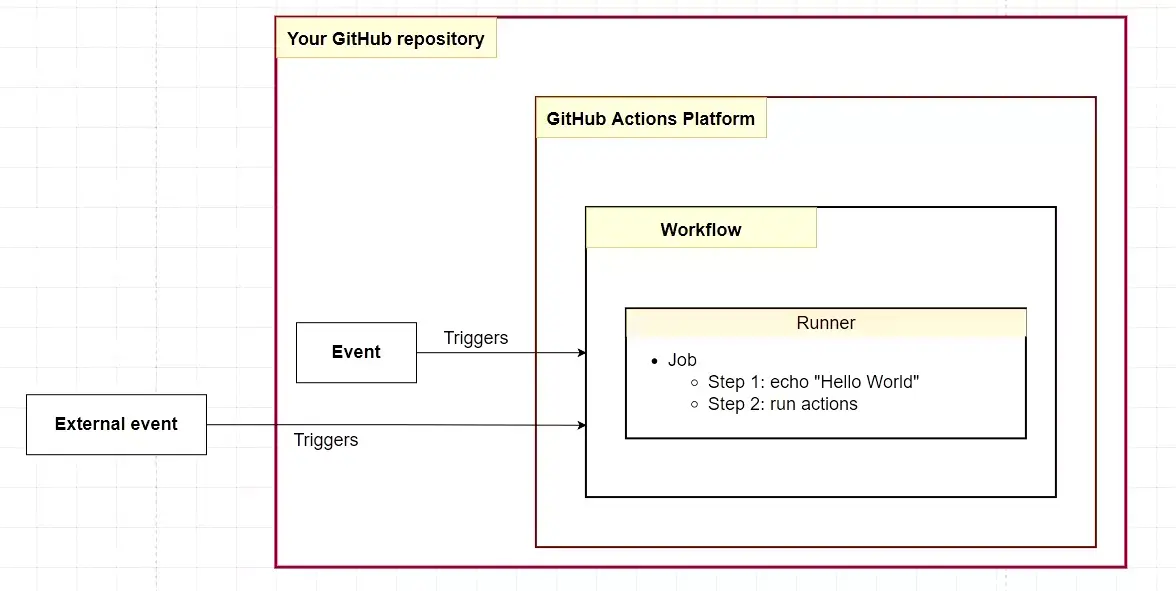 Your GitHub repository
GitHub Actions Platform
Workflow
Runner
Job
Step 1: echo "Hello World"
Step 2: run actions
Event
Triggers
External event
Triggers